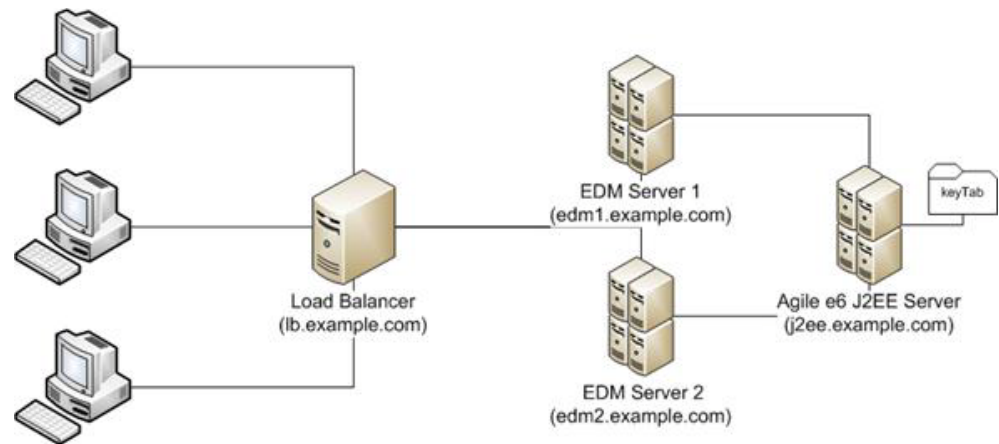 EDM Server 1
(edm1.example.com)
keyTab
Load Balancer
(lb.example.com)
Agile e6 J2EE Server
(j2ee.example.com)
EDM Server 2
(edm2.example.com)